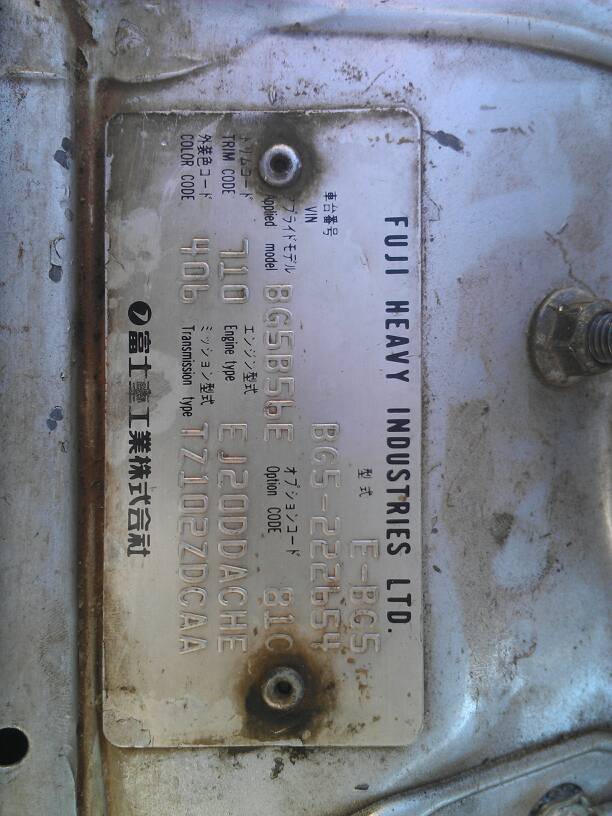 FUJI HEAVY INDUSTRIES LTD.
型式 E-BG5
車台番号
VIN BG5-222654
アプライドモデル オプションコード
Applied model BG5B56E Option CODE B1C
トリムコード エンジン型式
TRIM CODE 710 Engine type EJ20DDACHE
外装色コード ミッション型式
COLOR CODE 406 Transmission type TZ102ZDCAA
富士重工業株式会社